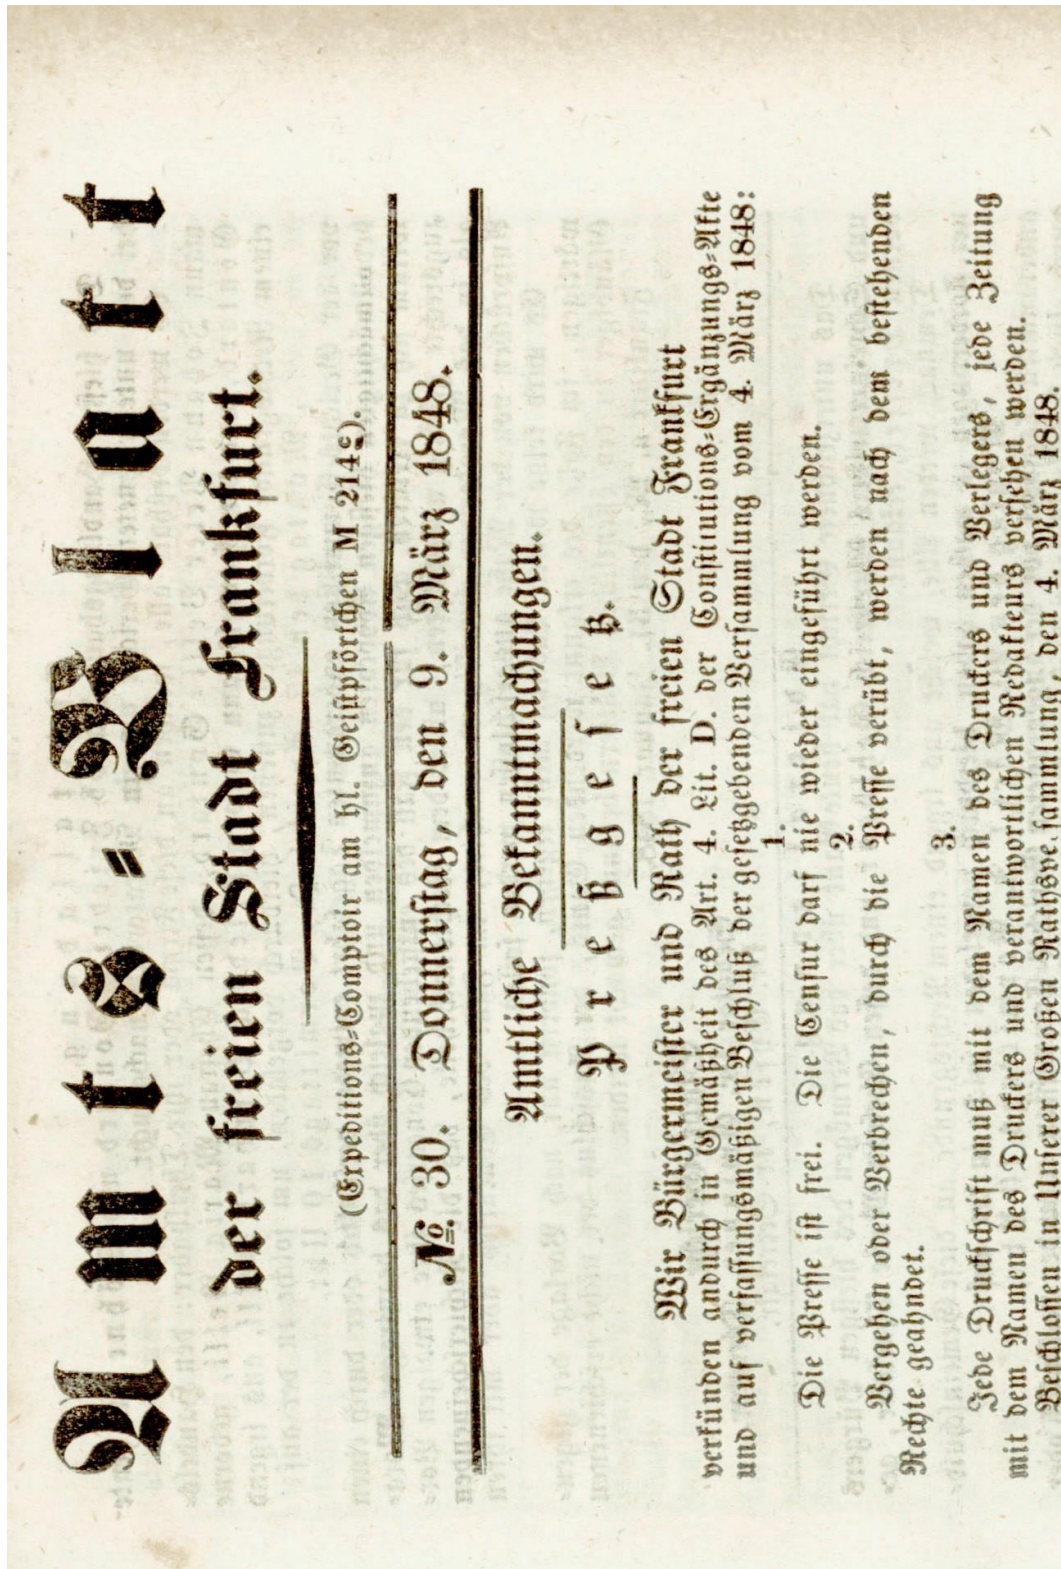 Amts-Blatt
der freien Stadt Frankfurt.
(Expeditions-Comptoir am hl. Geistpförtchen M 214c).
No. 30. Donnerstag, den 9. März 1848.
Amtliche Bekanntmachungen.
Preßgesetz.
Wir Bürgermeister und Rath der freien Stadt Frankfurt
verkünden andurch in Gemäßheit des Art. 4. Lit. D. der Constitutions-Ergänzungs-Akte
und auf verfassungsmäßigen Beschluß der gesetzgebenden Versammlung vom 4. März 1848:
1.
Die Presse ist frei. Die Censur darf nie wieder eingeführt werden.
2.
Vergehen oder Verbrechen, durch die Presse verübt, werden nach dem bestehenden
Rechte geahndet.
3.
Jede Druckschrift muß mit dem Namen des Druckers und Verlegers, jede Zeitung
mit dem Namen des Druckers und verantwortlichen Redakteurs versehen werden.
Beschlossen in Unserer Großen Rathsversammlung, den 4. März 1848.